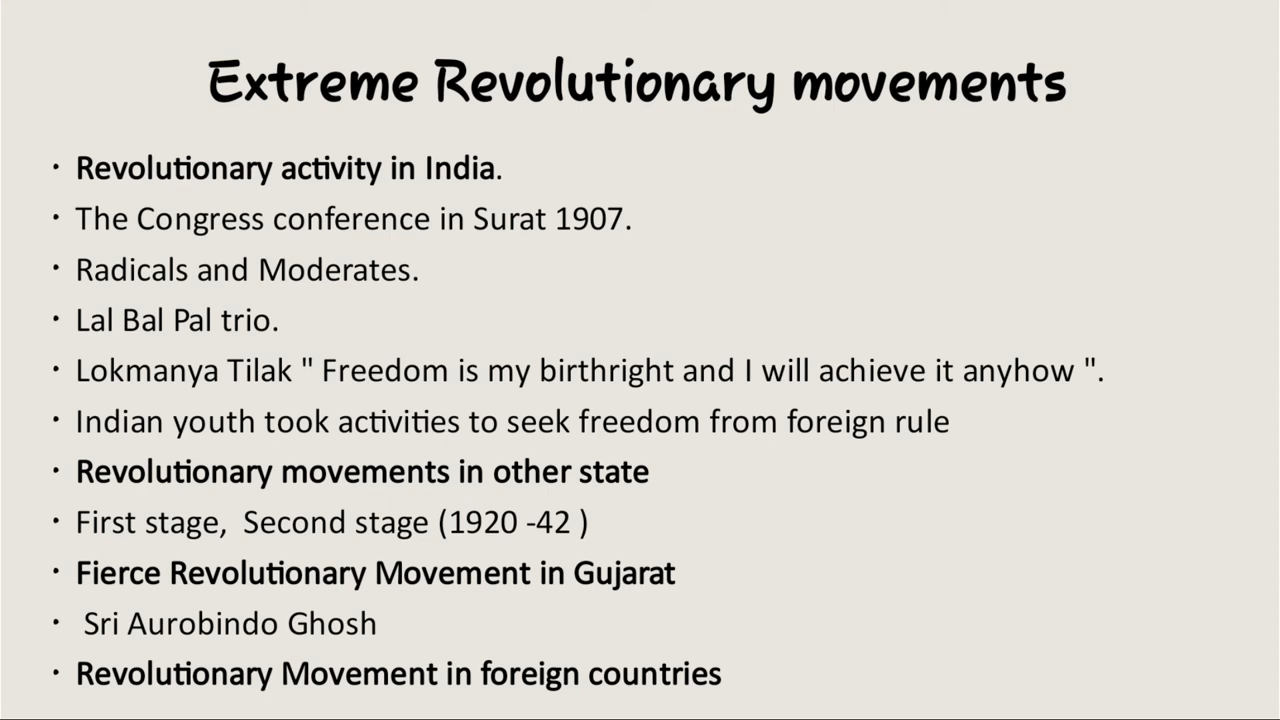 Extreme Revolutionary movements
• Revolutionary activity in India.
• The Congress conference in Surat 1907.
• Radicals and Moderates.
• Lal Bal Pal trio.
• Lokmanya Tilak " Freedom is my birthright and I will achieve it anyhow ".
• Indian youth took activities to seek freedom from foreign rule
• Revolutionary movements in other state
• First stage,  Second stage (1920 -42 )
• Fierce Revolutionary Movement in Gujarat
• Sri Aurobindo Ghosh
• Revolutionary Movement in foreign countries